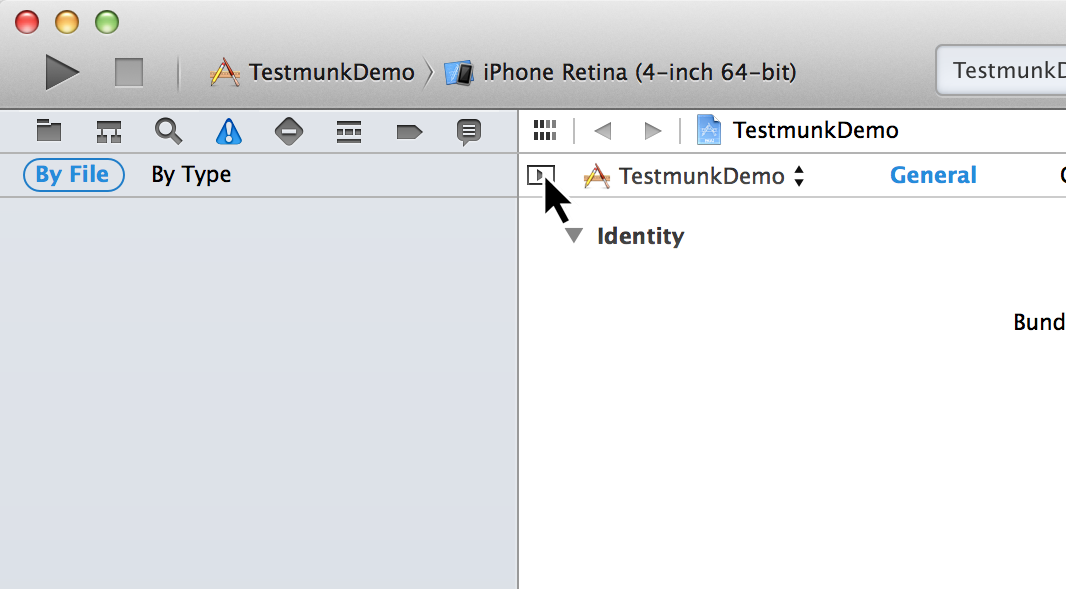 TestmunkDemo iPhone Retina (4-inch 64-bit) TestmunkD
TestmunkDemo
By File By Type TestmunkDemo General
Identity
Bund